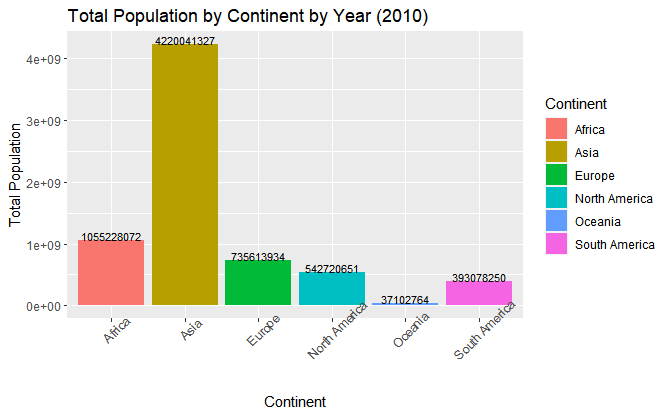 Total Population by Continent by Year (2010)
Total Population
4e+09
3e+09
2e+09
1e+09
0e+00
1055228072
4220041327
735613934
542720651
37102764
393078250
Africa
Asia
Europe
North America
Oceania
South America
Continent
Continent
Africa
Asia
Europe
North America
Oceania
South America